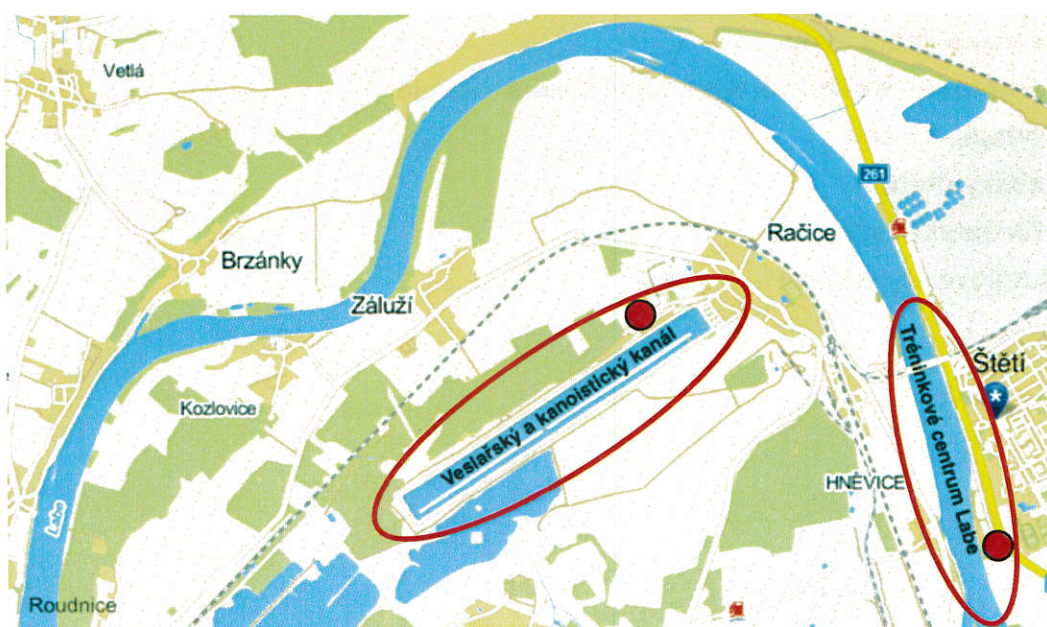 Vetlá
261
Račice
Brzánky
Záluží
Štětí
Veslařský a kanoistický kanál
Tréninkové centrum Labe
Kozlovice
HNĚVICE
Labe
Roudnice